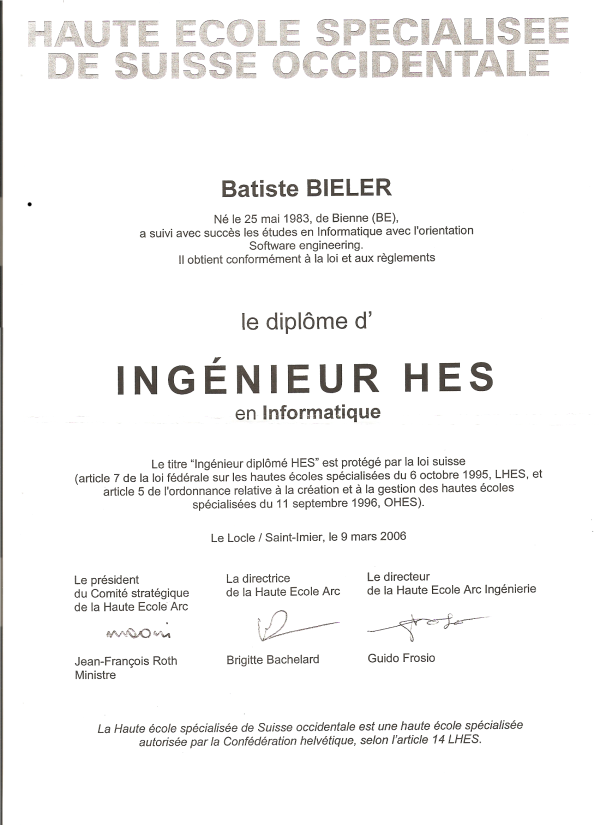 HAUTE ECOLE SPECIALISEE
DE SUISSE OCCIDENTALE
Batiste BIELER
Né le 25 mai 1983, de Bienne (BE),
a suivi avec succès les études en Informatique avec l'orientation
Software engineering.
Il obtient conformément à la loi et aux règlements
le diplôme d'
INGÉNIEUR HES
en Informatique
Le titre “Ingénieur diplômé HES” est protégé par la loi suisse
(article 7 de la loi fédérale sur les hautes écoles spécialisées du 6 octobre 1995, LHES, et
article 5 de l'ordonnance relative à la création et à la gestion des hautes écoles
spécialisées du 11 septembre 1996, OHES).
Le Locle / Saint-Imier, le 9 mars 2006
Le président
du Comité stratégique
de la Haute Ecole Arc
Jean-François Roth
Ministre
La directrice
de la Haute Ecole Arc
Brigitte Bachelard
Le directeur
de la Haute Ecole Arc Ingénierie
Guido Frosio
La Haute école spécialisée de Suisse occidentale est une haute école spécialisée
autorisée par la Confédération helvétique, selon l'article 14 LHES.